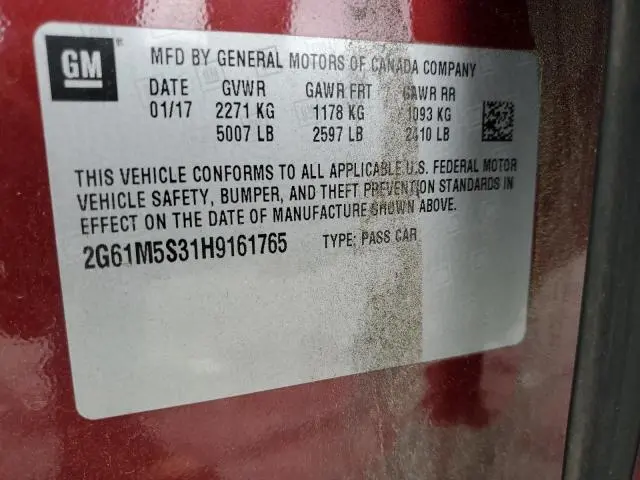 GM
MFD BY GENERAL MOTORS OF CANADA COMPANY
DATE GVWR GAWR FRT GAWR RR
01/17 2271 KG 1178 KG 1093 KG
5007 LB 2597 LB 2410 LB
THIS VEHICLE CONFORMS TO ALL APPLICABLE U.S. FEDERAL MOTOR
VEHICLE SAFETY, BUMPER, AND THEFT PREVENTION STANDARDS IN
EFFECT ON THE DATE OF MANUFACTURE SHOWN ABOVE.
2G61M5S31H9161765 TYPE: PASS CAR